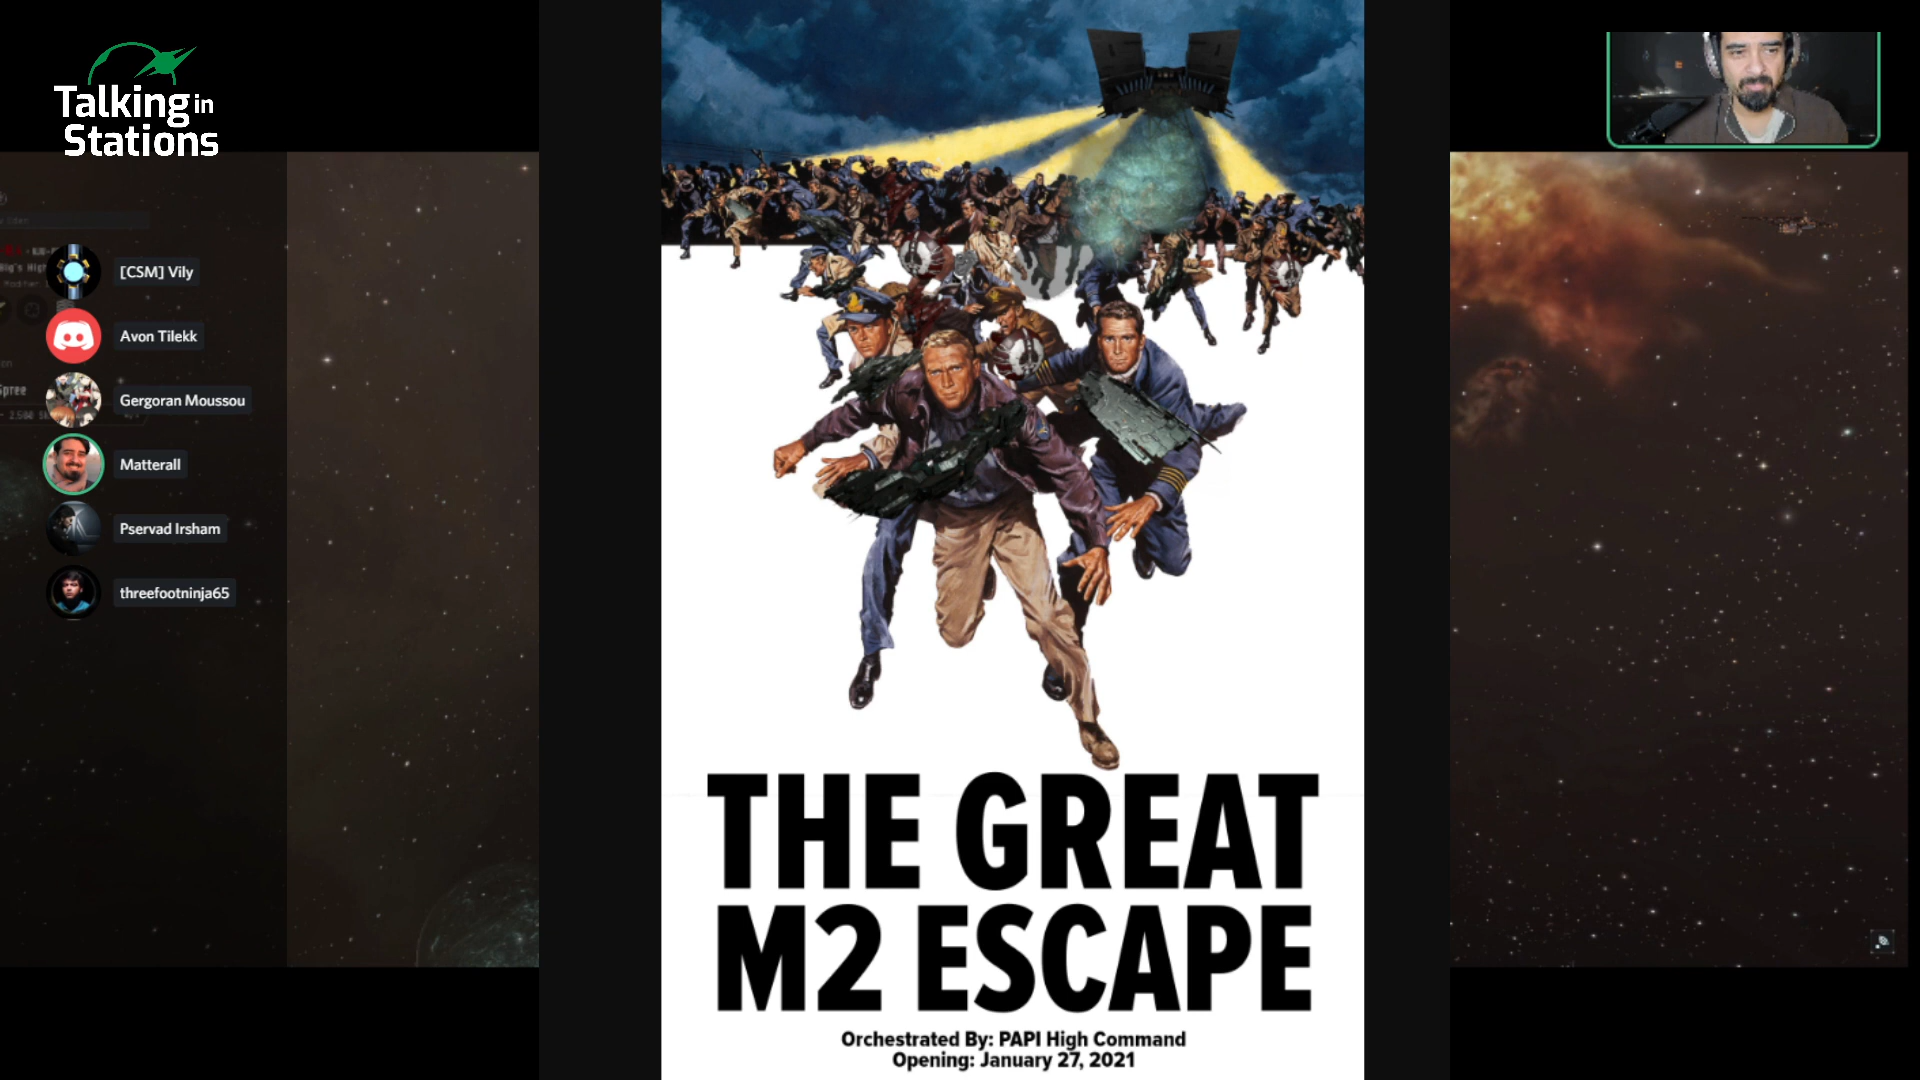 Talking in
Stations
[CSM] Vily
Avon Tilekk
Gergoran Moussou
Matterall
Pservad Irsham
threefootninja65
THE GREAT
M2 ESCAPE
Orchestrated By: PAPI High Command
Opening: January 27, 2021